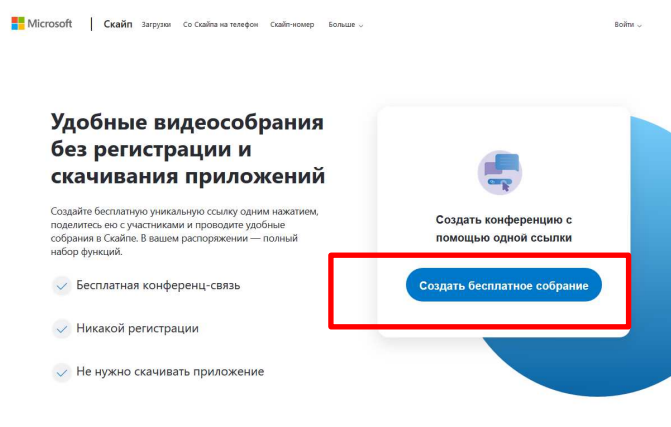 Microsoft Скайп Загрузки Со Скайпа на телефон Скайп-номер Больше Войти
Удобные видеособрания
без регистрации и
скачивания приложений
Создайте бесплатную уникальную ссылку одним нажатием,
поделитесь ею с участниками и проводите удобные
собрания в Скайпе. В вашем распоряжении — полный
набор функций.
Бесплатная конференц-связь
Никакой регистрации
Не нужно скачивать приложение
Создать конференцию с
помощью одной ссылки
Создать бесплатное собрание